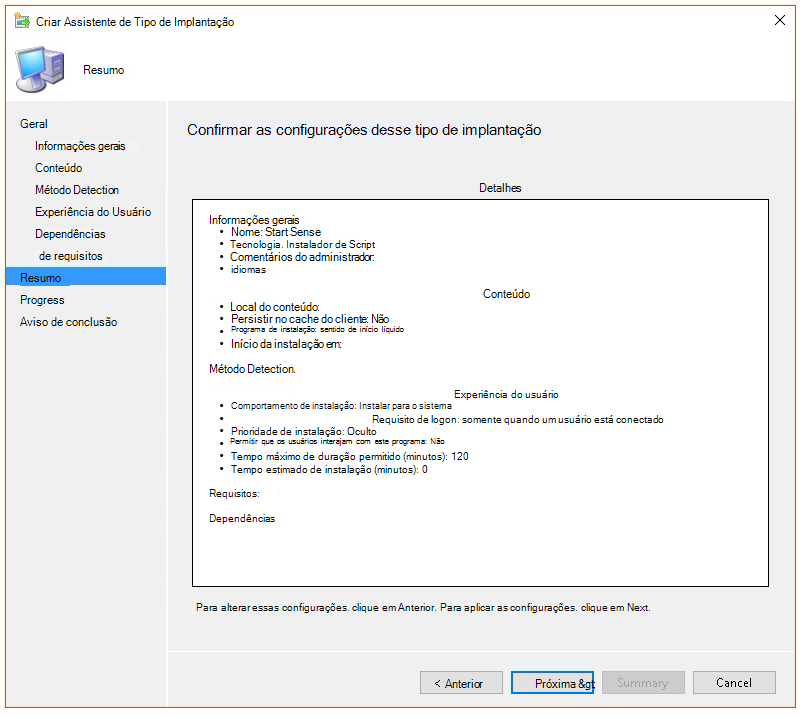 Criar Assistente de Tipo de Implantação
Resumo
Geral
Informações gerais
Conteúdo
Método Detection
Experiência do Usuário
Dependências
de requisitos
Resumo
Progress
Aviso de conclusão
Confirmar as configurações desse tipo de implantação
Detalhes
Informações gerais
• Nome: Start Sense
• Tecnologia. Instalador de Script
• Comentários do administrador:
• idiomas
Conteúdo
• Local do conteúdo:
• Persistir no cache do cliente: Não
• Programa de instalação: sentido de início líquido
• Início da instalação em:
Método Detection.
Experiência do usuário
• Comportamento de instalação: Instalar para o sistema
• Requisito de logon: somente quando um usuário está conectado
• Prioridade de instalação: Oculto
• Permitir que os usuários interajam com este programa: Não
• Tempo máximo de duração permitido (minutos): 120
• Tempo estimado de instalação (minutos): 0
Requisitos:
Dependências
Para alterar essas configurações. clique em Anterior. Para aplicar as configurações. clique em Next.
< Anterior
Próxima &gt
Summary
Cancel